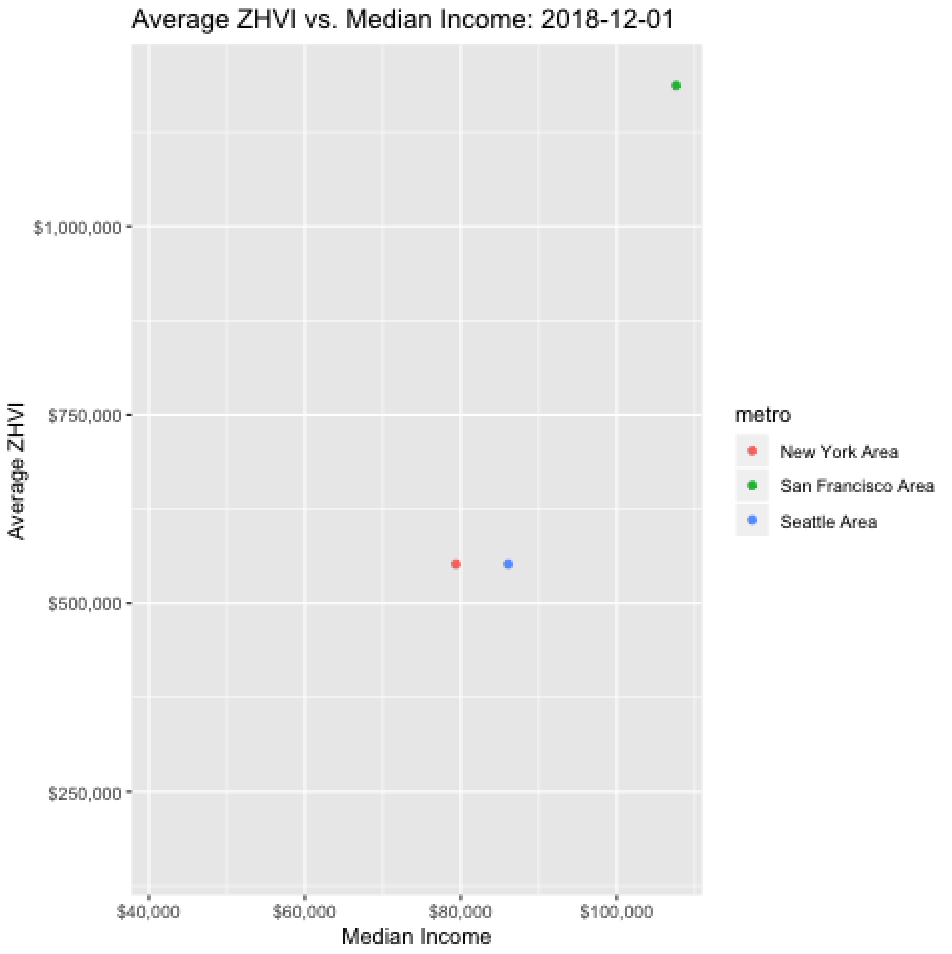 Average ZHVI vs. Median Income: 2018-12-01
$1,000,000
$750,000
$500,000
$250,000
Average ZHVI
$40,000
$60,000
$80,000
$100,000
Median Income
metro
New York Area
San Francisco Area
Seattle Area